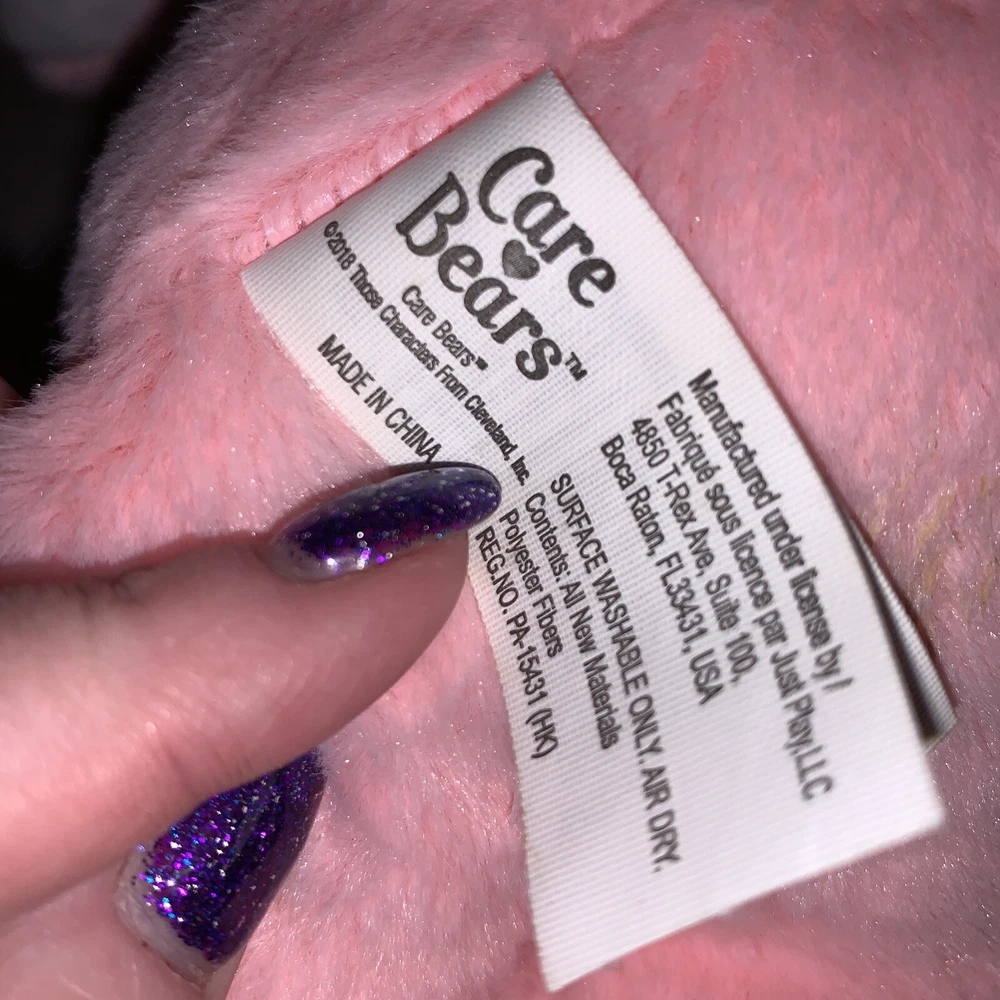 Care
Bears™
Care Bears™
©2018 Those Characters From Cleveland, Inc.
MADE IN CHINA
Manufactured under license by /
Fabriqué sous licence par Just Play,LLC
4850 T-Rex Ave, Suite 100,
Boca Raton, FL33431, USA
SURFACE WASHABLE ONLY. AIR DRY.
Contents: All New Materials
Polyester Fibers
REG.NO. PA-15431 (HK)